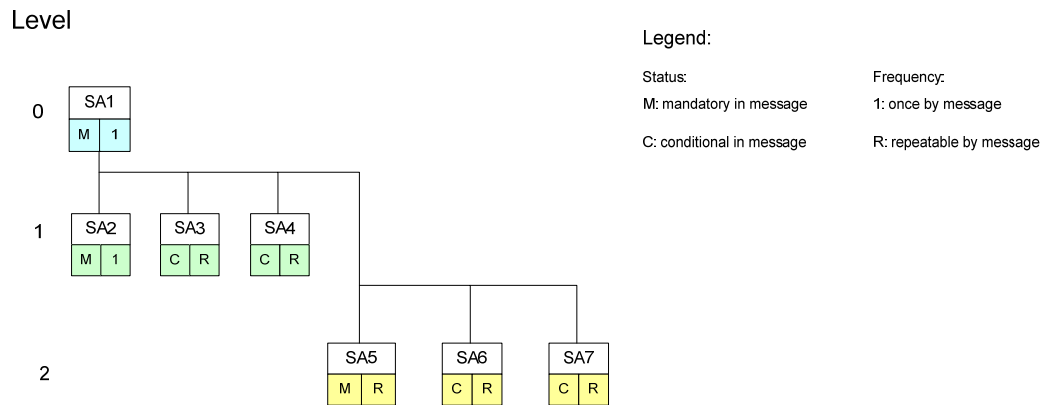 Level
Legend:
Status: Frequency:
0 SA1 M: mandatory in message 1: once by message
M 1
C: conditional in message R: repeatable by message
1 SA2 SA3 SA4
M 1 C R C R
2 SA5 SA6 SA7
M R C R C R